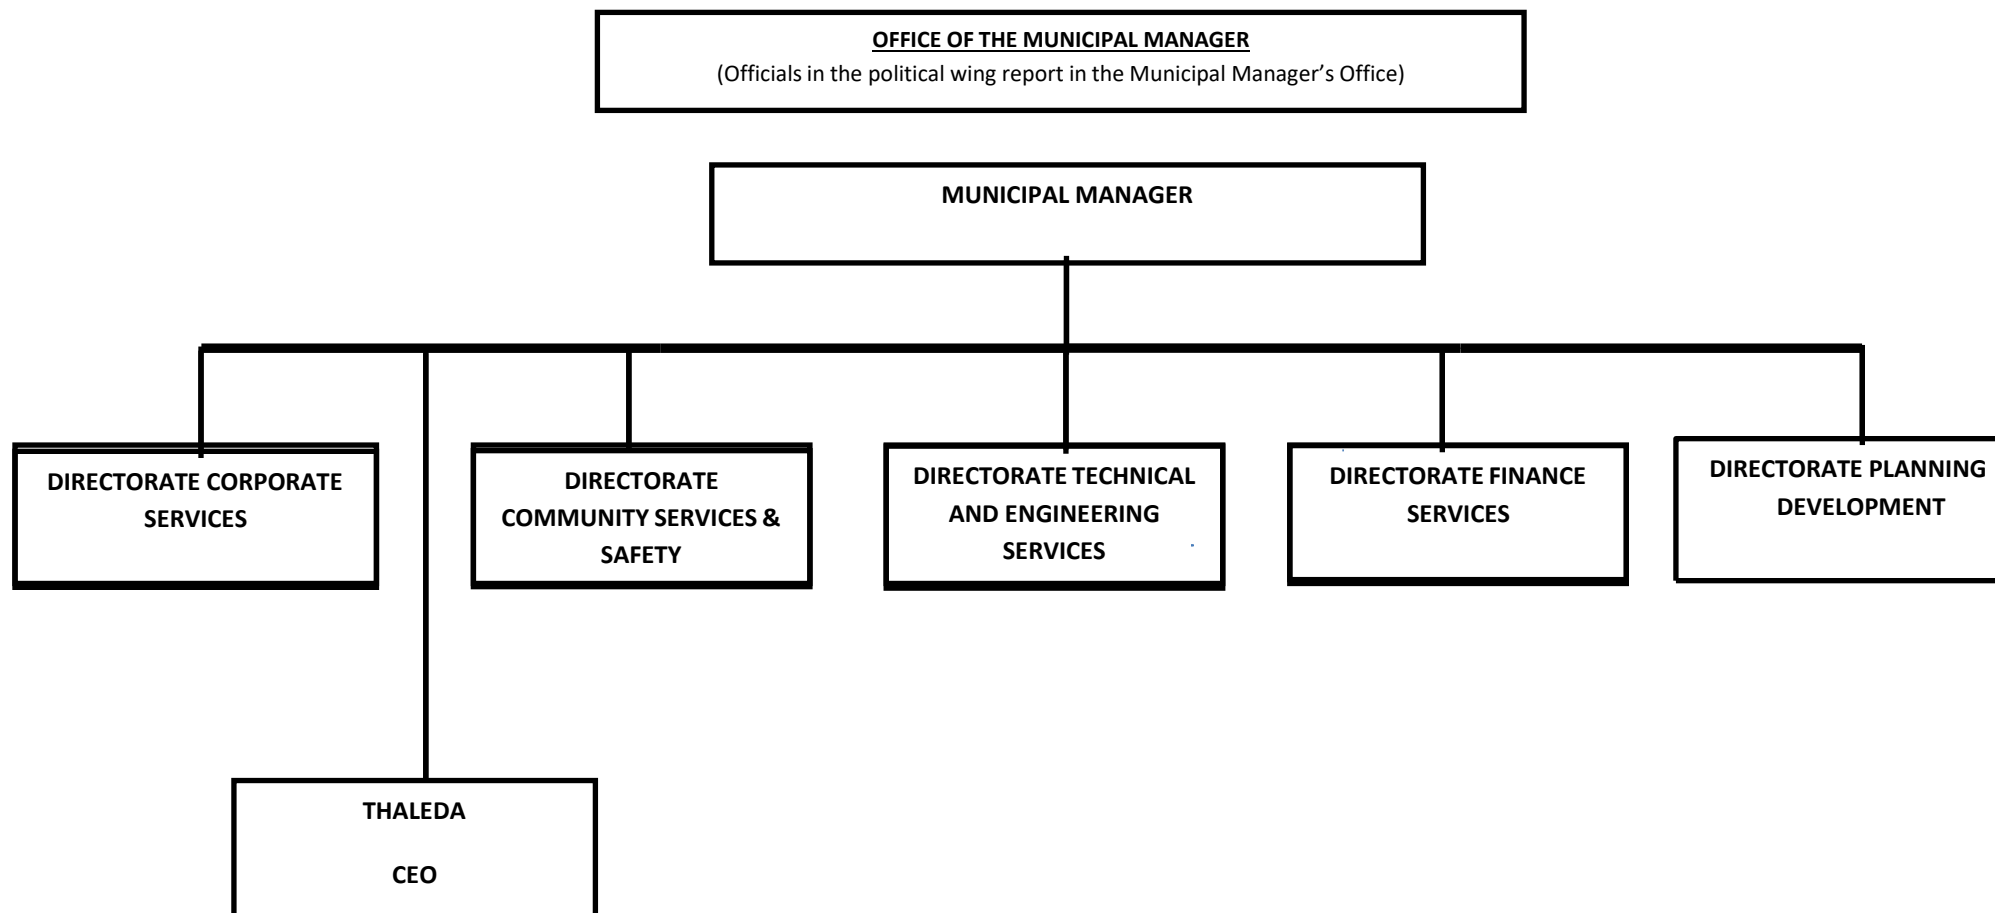 OFFICE OF THE MUNICIPAL MANAGER
(Officials in the political wing report in the Municipal Manager’s Office)
MUNICIPAL MANAGER
DIRECTORATE CORPORATE
SERVICES
DIRECTORATE
COMMUNITY SERVICES &
SAFETY
DIRECTORATE TECHNICAL
AND ENGINEERING
SERVICES
DIRECTORATE FINANCE
SERVICES
DIRECTORATE PLANNING
DEVELOPMENT
THALEDA
CEO